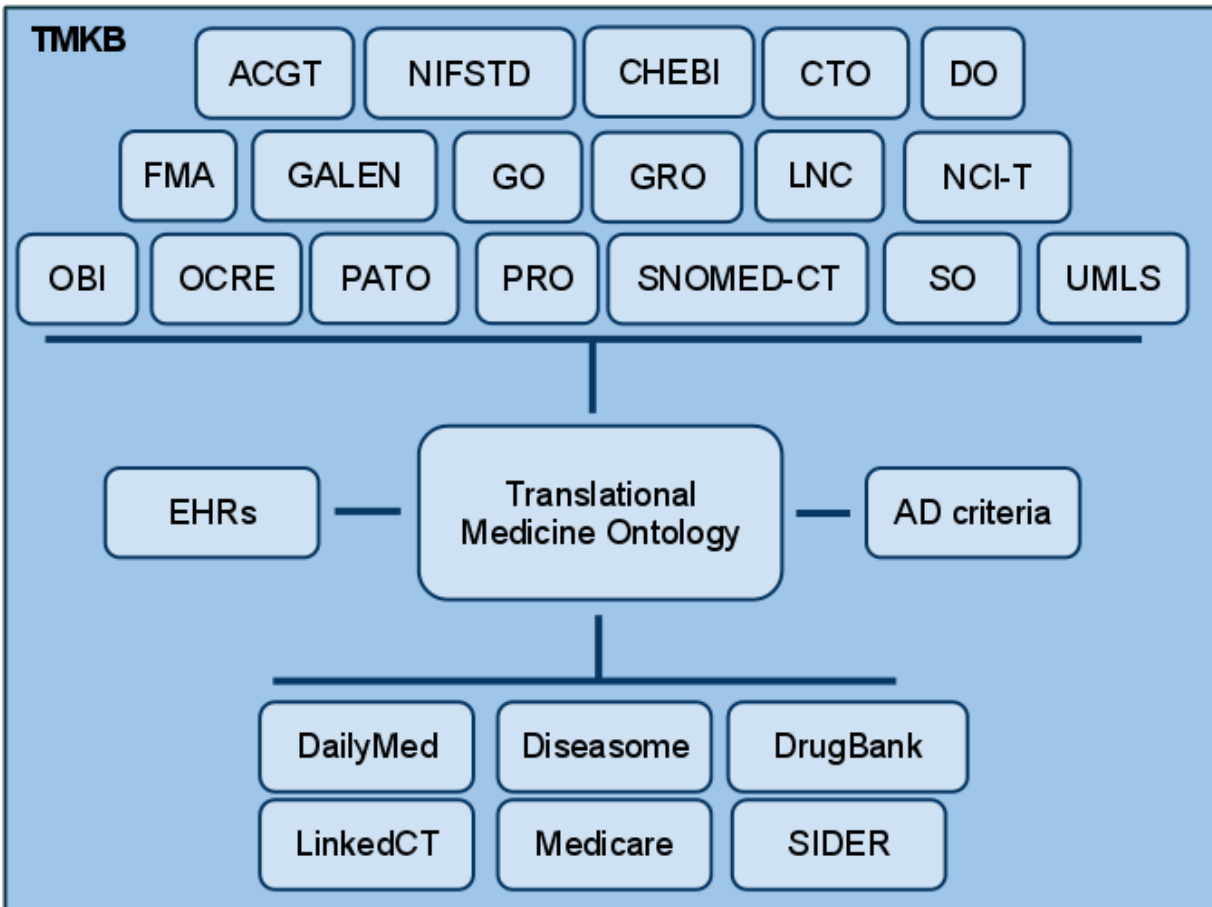 TMKB
ACGT NIFSTD CHEBI CTO DO
FMA GALEN GO GRO LNC NCI-T
OBI OCRE PATO PRO SNOMED-CT SO UMLS
EHRs
Translational
Medicine Ontology
AD criteria
DailyMed Diseasome DrugBank
LinkedCT Medicare SIDER